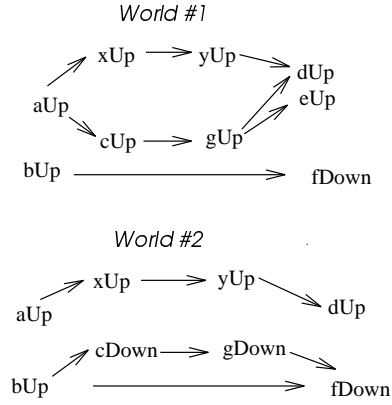 World #1
xUp yUp
dUp
eUp
aUp
cUp gUp
bUp fDown
World #2
xUp yUp
aUp dUp
cDown gDown
bUp fDown